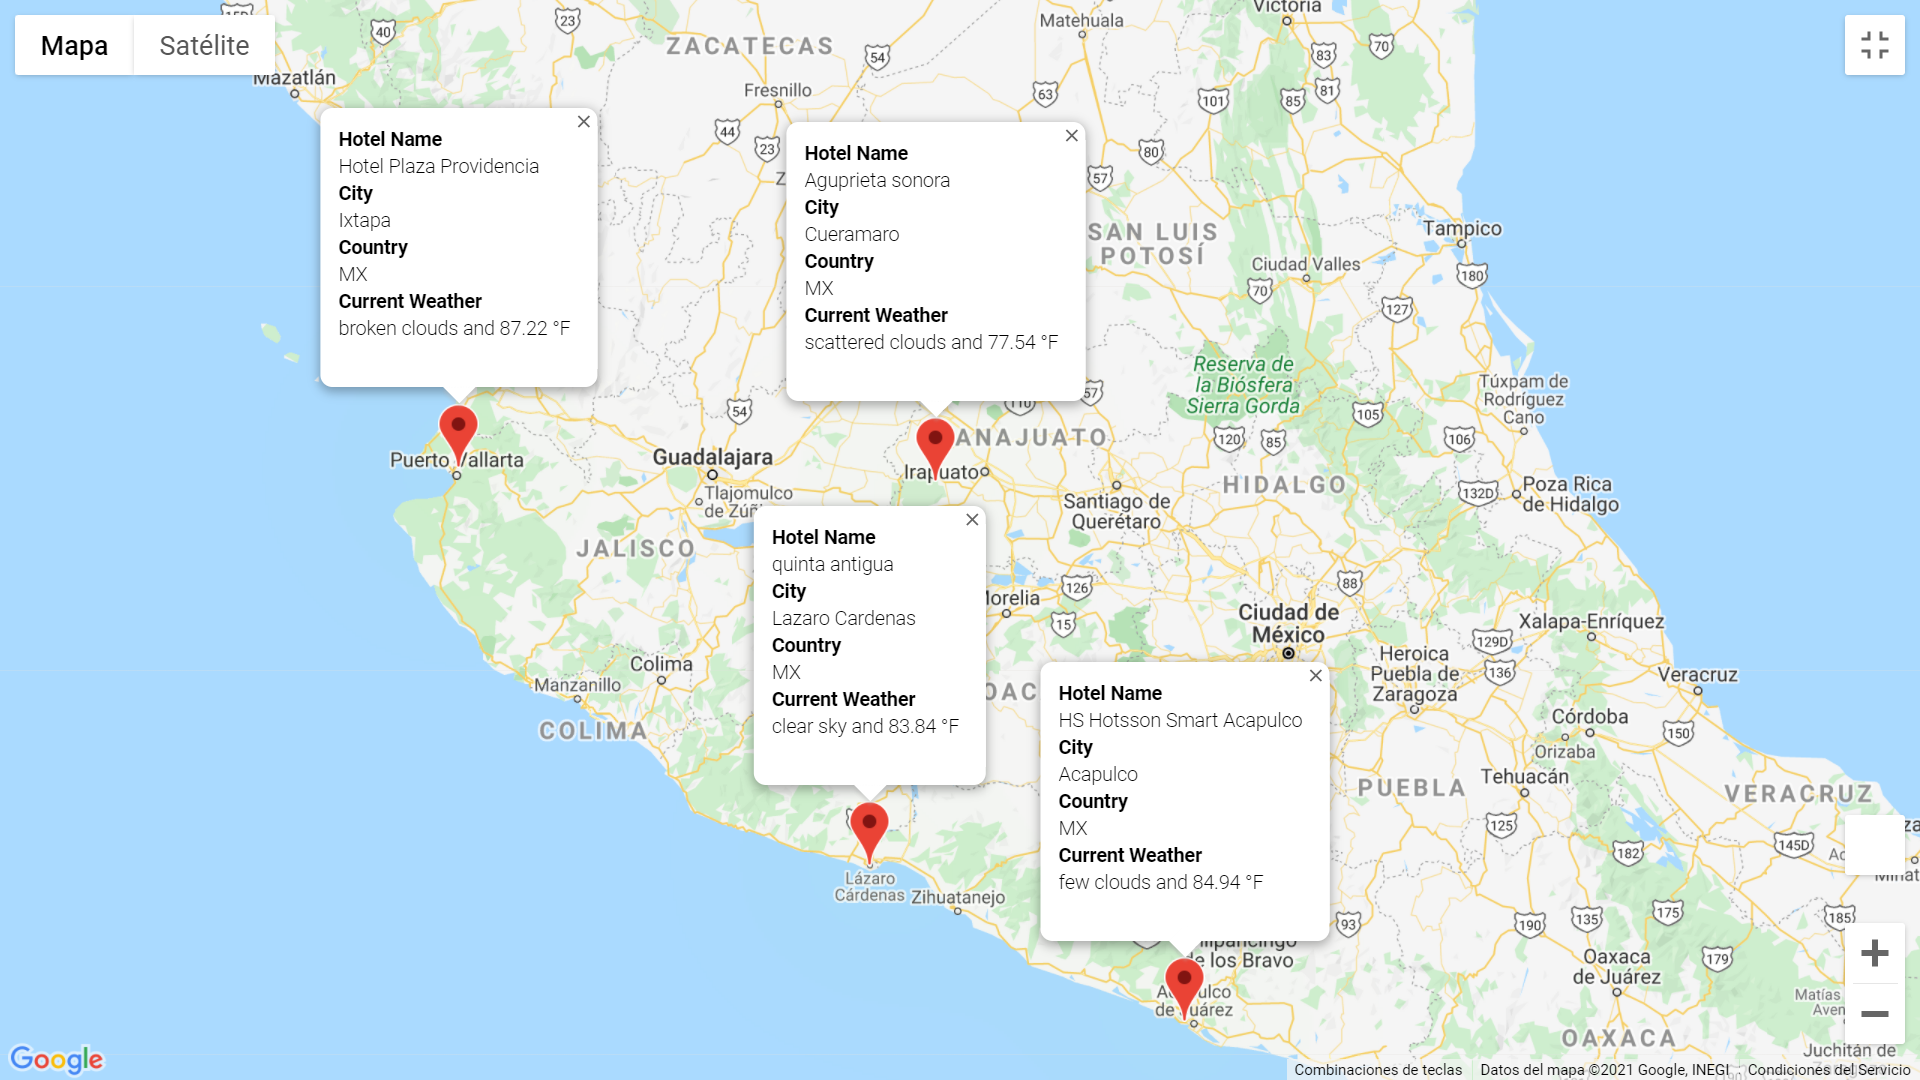 Mapa
Satélite
Victoria
Matehuala
ZACATECAS
Mazatlán
Fresnillo
23
40
54
83
70
63
101
85
81
44
23
80
57
Hotel Name
Hotel Plaza Providencia
City
Ixtapa
Country
MX
Current Weather
broken clouds and 87.22 °F
Hotel Name
Aguprieta sonora
City
Cueramaro
Country
MX
Current Weather
scattered clouds and 77.54 °F
SAN LUIS
POTOSÍ
Tampico
Ciudad Valles
180
70
127
Reserva de
la Biósfera
Sierra Gorda
Túxpam de
Rodríguez
Cano
57
110
54
105
120
85
106
Puerto Vallarta
Guadalajara
Tlajomulco
de Zúñi
ANAJUATO
Irapuato
Santiago de
Querétaro
HIDALGO
132D
Poza Rica
de Hidalgo
JALISCO
Hotel Name
quinta antigua
City
Lazaro Cardenas
Country
MX
Current Weather
clear sky and 83.84 °F
126
88
Morelia
15
Ciudad de
México
Xalapa-Enríquez
129D
Heroica
Puebla de
Zaragoza
136
Veracruz
Colima
Manzanillo
COLIMA
OAC
Hotel Name
HS Hotsson Smart Acapulco
City
Acapulco
Country
MX
Current Weather
few clouds and 84.94 °F
Córdoba
Orizaba
150
Tehuacán
PUEBLA
VERACRUZ
125
182
145D
Lázaro
Cárdenas
Zihuatanejo
93
190
135
175
185
179
Minat
Chilpancingo
de los Bravo
Acapulco
de Juárez
Oaxaca
de Juárez
Matías
Aven
OAXACA
Juchitán de
Google
Combinaciones de teclas
Datos del mapa ©2021 Google, INEGI
Condiciones del Servicio